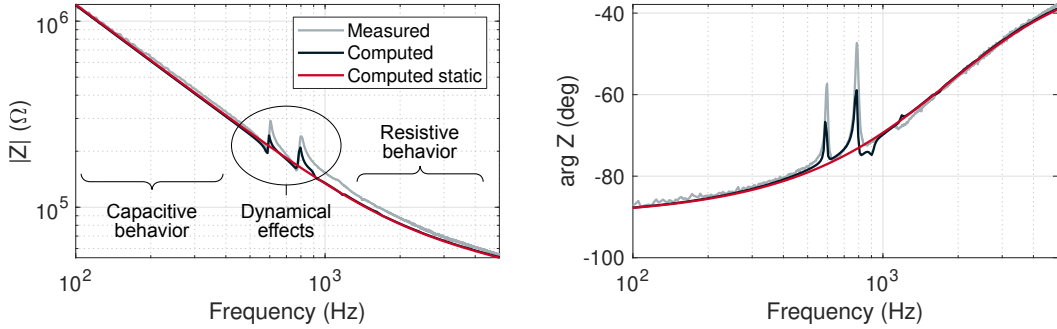 10^6
10^5
|Z| (Ω)
Measured
Computed
Computed static
Resistive
behavior
Capacitive
behavior
Dynamical
effects
10^2
10^3
Frequency (Hz)
-40
-60
-80
-100
arg Z (deg)
10^2
10^3
Frequency (Hz)